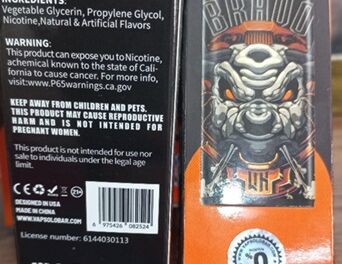 INGREDIENTS:
Vegetable Glycerin, Propylene Glycol,
Nicotine,Natural & Artificial Flavors
WARNING:
This product can expose you to Nicotine,
achemical known to the state of Cali-
fornia to cause cancer. For more info,
visit:www.P65warnings.ca.gov
KEEP AWAY FROM CHILDREN AND PETS.
THIS PRODUCT MAY CAUSE REPRODUCTIVE
HARM AND IS NOT INTENDED FOR
PREGNANT WOMEN.
This product is not intended for use nor
sale to individuals under the legal age
limit.
21+
DESIGNED IN USA
MADE IN CHINA
WWW.VAPSOLOBAR.COM
6 975426 082524
License number: 6144030113